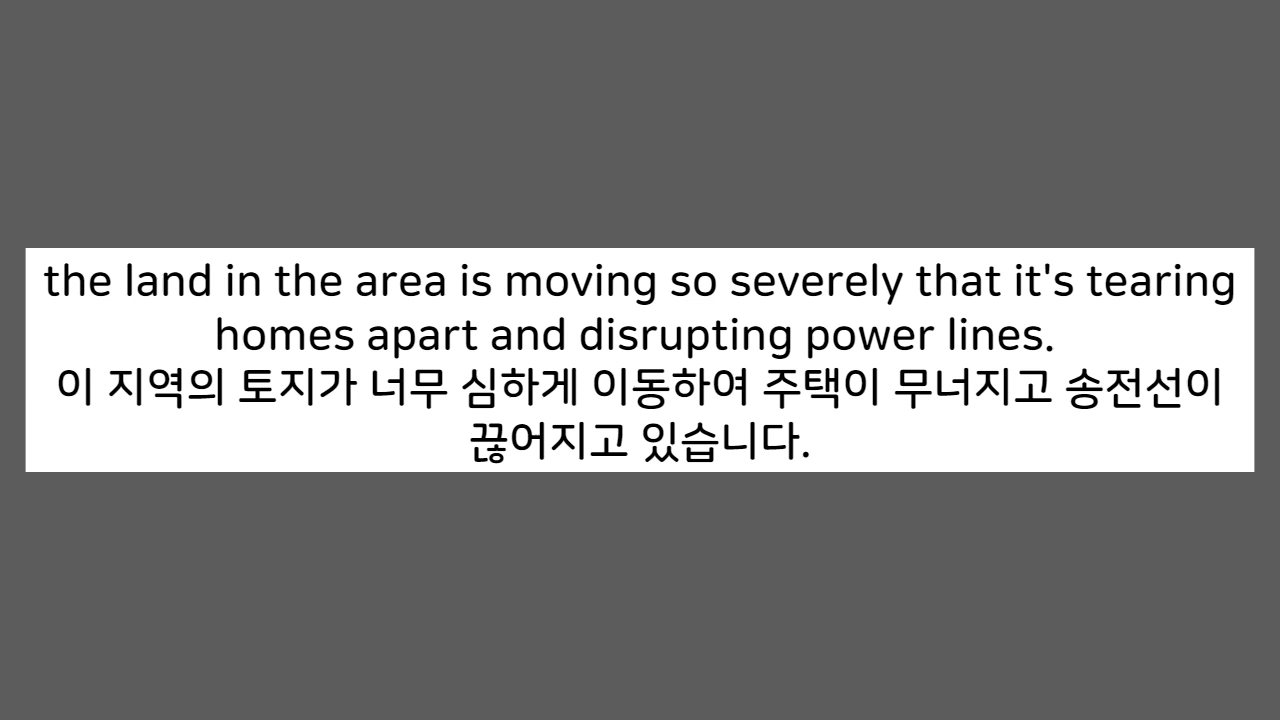 the land in the area is moving so severely that it's tearing
homes apart and disrupting power lines.
이 지역의 토지가 너무 심하게 이동하여 주택이 무너지고 송전선이
끊어지고 있습니다.